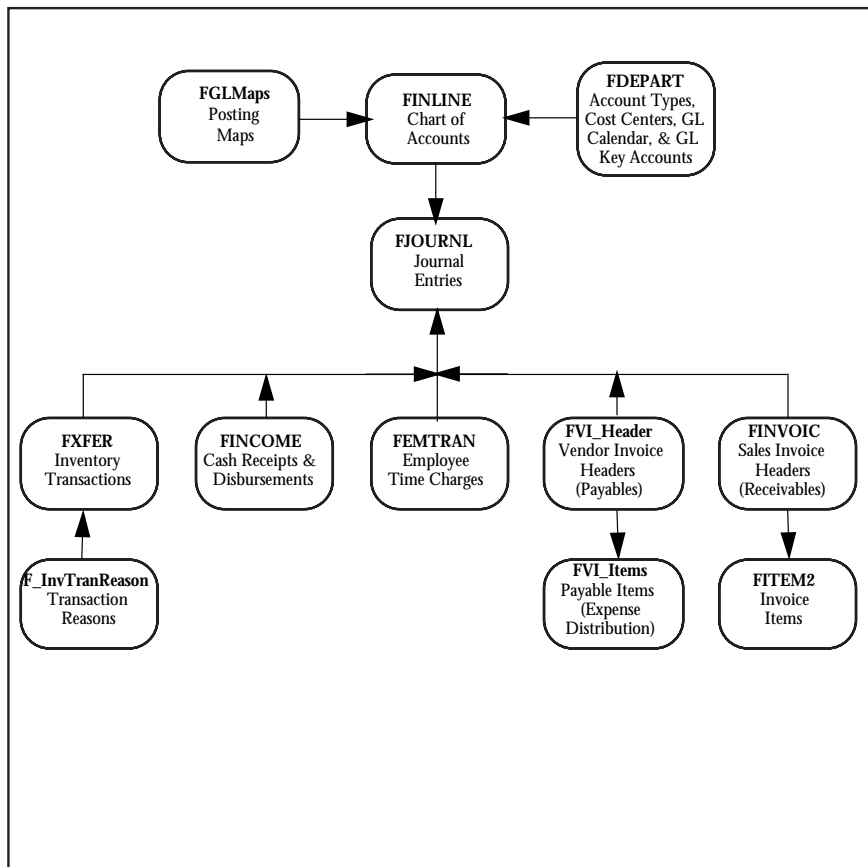 FGLMaps
Posting
Maps
FINLINE
Chart of
Accounts
FDEPART
Account Types,
Cost Centers, GL
Calendar, & GL
Key Accounts
FJOURNL
Journal
Entries
FXFER
Inventory
Transactions
FINCOME
Cash Receipts &
Disbursements
FEMTRAN
Employee
Time Charges
FVI_Header
Vendor Invoice
Headers
(Payables)
FINVOIC
Sales Invoice
Headers
(Receivables)
F_InvTranReason
Transaction
Reasons
FVI_Items
Payable Items
(Expense
Distribution)
FITEM2
Invoice
Items